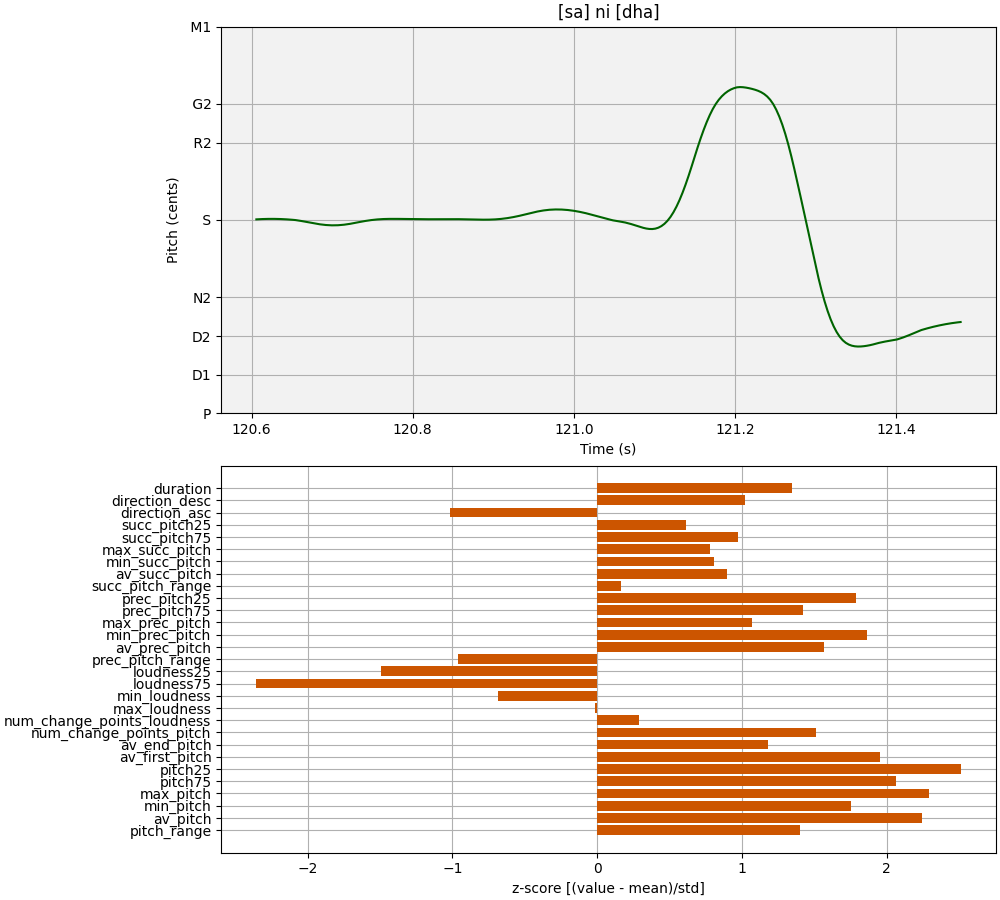 [sa] ni [dha]
M1
G2
R2
S
N2
D2
D1
P
Pitch (cents)
120.6 120.8 121.0 121.2 121.4
Time (s)
duration
direction_desc
direction_asc
succ_pitch25
succ_pitch75
max_succ_pitch
min_succ_pitch
av_succ_pitch
succ_pitch_range
prec_pitch25
prec_pitch75
max_prec_pitch
min_prec_pitch
av_prec_pitch
prec_pitch_range
loudness25
loudness75
min_loudness
max_loudness
num_change_points_loudness
num_change_points_pitch
av_end_pitch
av_first_pitch
pitch25
pitch75
max_pitch
min_pitch
av_pitch
pitch_range
−2 −1 0 1 2
z-score [(value - mean)/std]